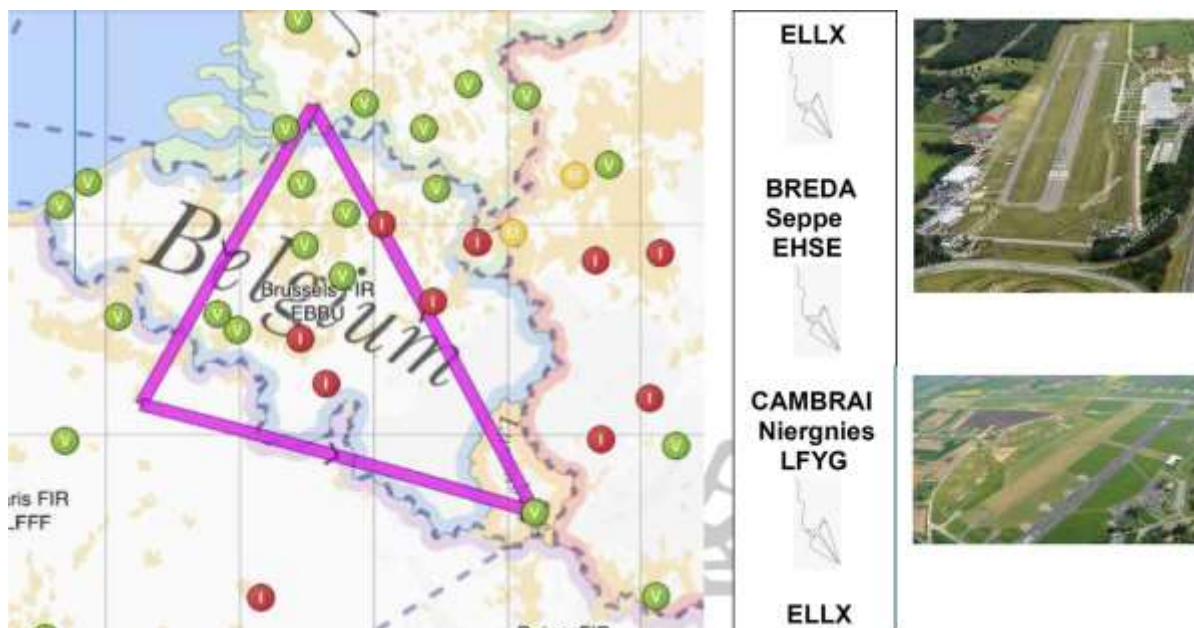 Belgium
Brussels FIR
EBBU
aris FIR
LFFF
ELLX
BREDA
Seppe
EHSE
CAMBRAI
Niergnies
LFYG
ELLX